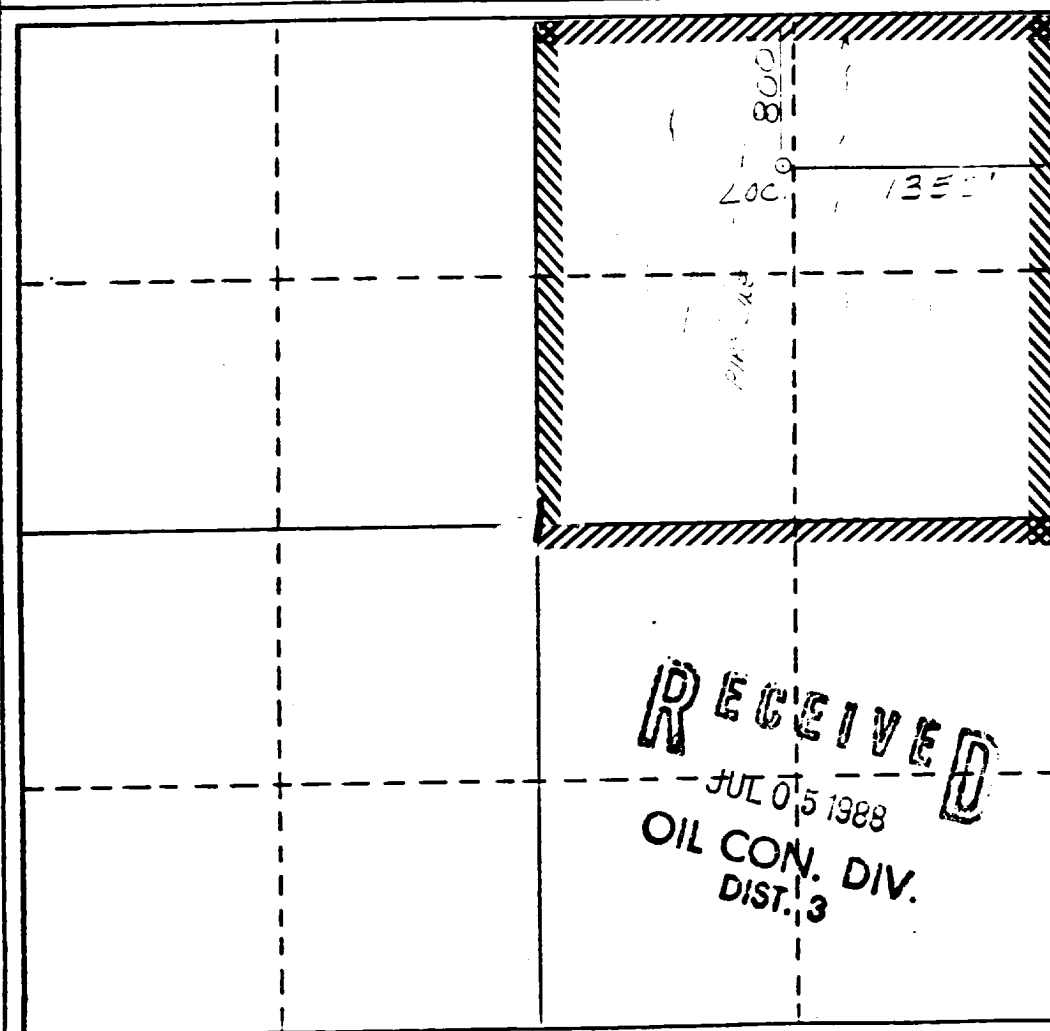 800
LOC.
RECEIVED
JUL 05 1988
OIL CON. DIV.
DIST. 3